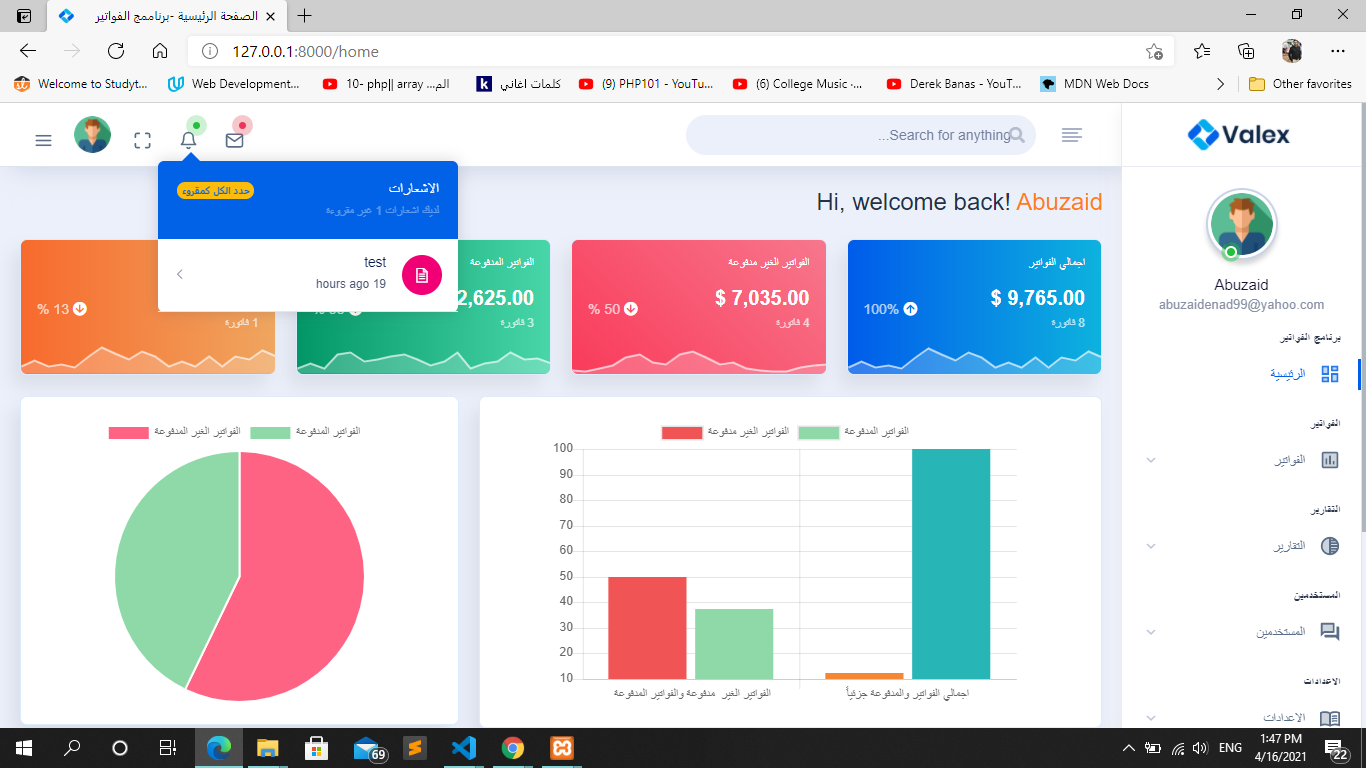 الصفحة الرئيسية -برنامج الفواتير
127.0.0.1:8000/home
Welcome to Studyt...
Web Development...
10- php|| array ...الم
كلمات اغاني
(9) PHP101 - YouTu...
(6) College Music -...
Derek Banas - YouT...
MDN Web Docs
Other favorites
...Search for anything
Valex
الاشعارات
حدد الكل كمقروء
لديك اشعارات 1 غير مقروءة
test
hours ago 19
Hi, welcome back! Abuzaid
اجمالي الفواتير
$ 9,765.00
8 فاتورة
100%
الفواتير الغير مدفوعة
$ 7,035.00
4 فاتورة
% 50
الفواتير المدفوعة
2,625.00
3 فاتورة
1 فاتورة
% 13
Abuzaid
abuzaidenad99@yahoo.com
برنامج الفواتير
الرئيسية
الفواتير
الفواتير
التقارير
التقارير
المستخدمين
المستخدمين
الاعدادات
الاعدادات
الفواتير الغير مدفوعة
الفواتير المدفوعة
100
90
80
70
60
50
40
30
20
10
الفواتير الغير مدفوعة والفواتير المدفوعة
اجمالي الفواتير والمدفوعة جزئياً
الفواتير الغير المدفوعة
الفواتير المدفوعة
69
ENG
1:47 PM
4/16/2021
22